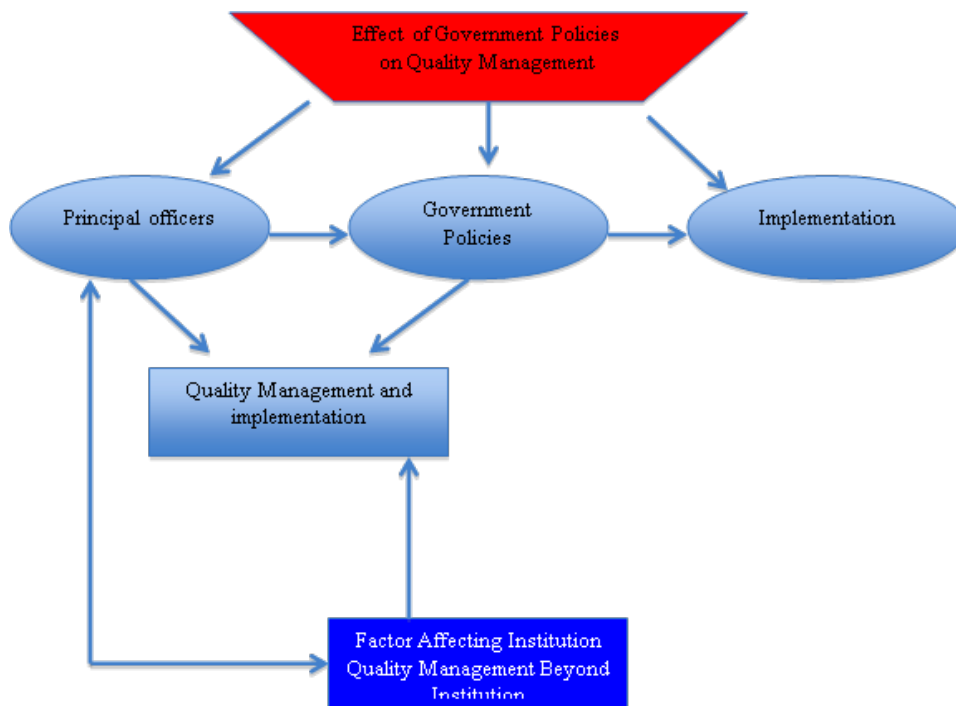 Effect of Government Policies
on Quality Management
Principal officers
Government
Policies
Implementation
Quality Management and
implementation
Factor Affecting Institution
Quality Management Beyond
Institution